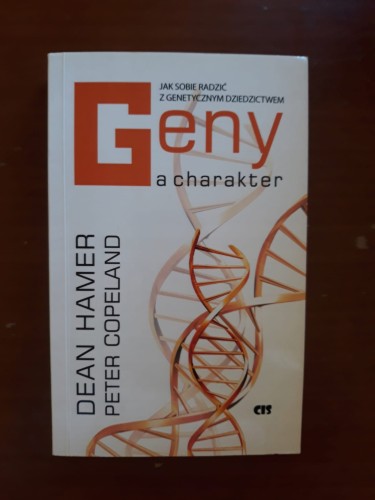 JAK SOBIE RADZIĆ
Z GENETYCZNYM DZIEDZICTWEM
Geny
a charakter
DEAN HAMER
PETER COPELAND
CIS